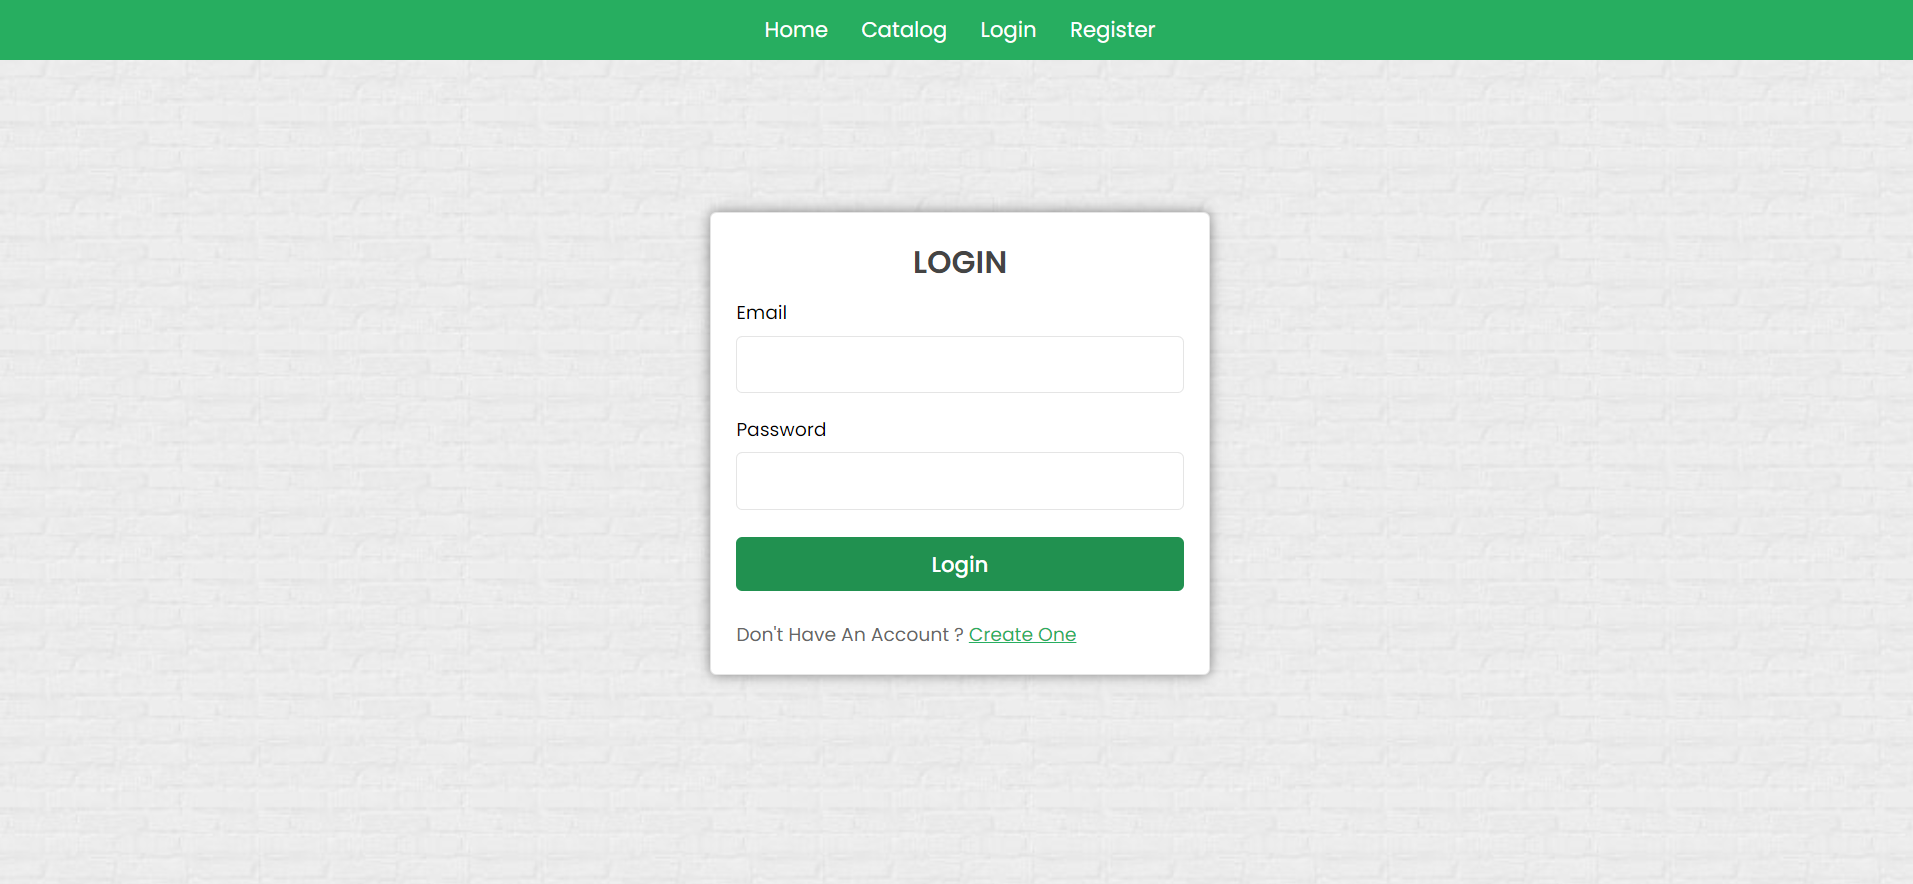 Home Catalog Login Register
LOGIN
Email
Password
Login
Don't Have An Account ? Create One